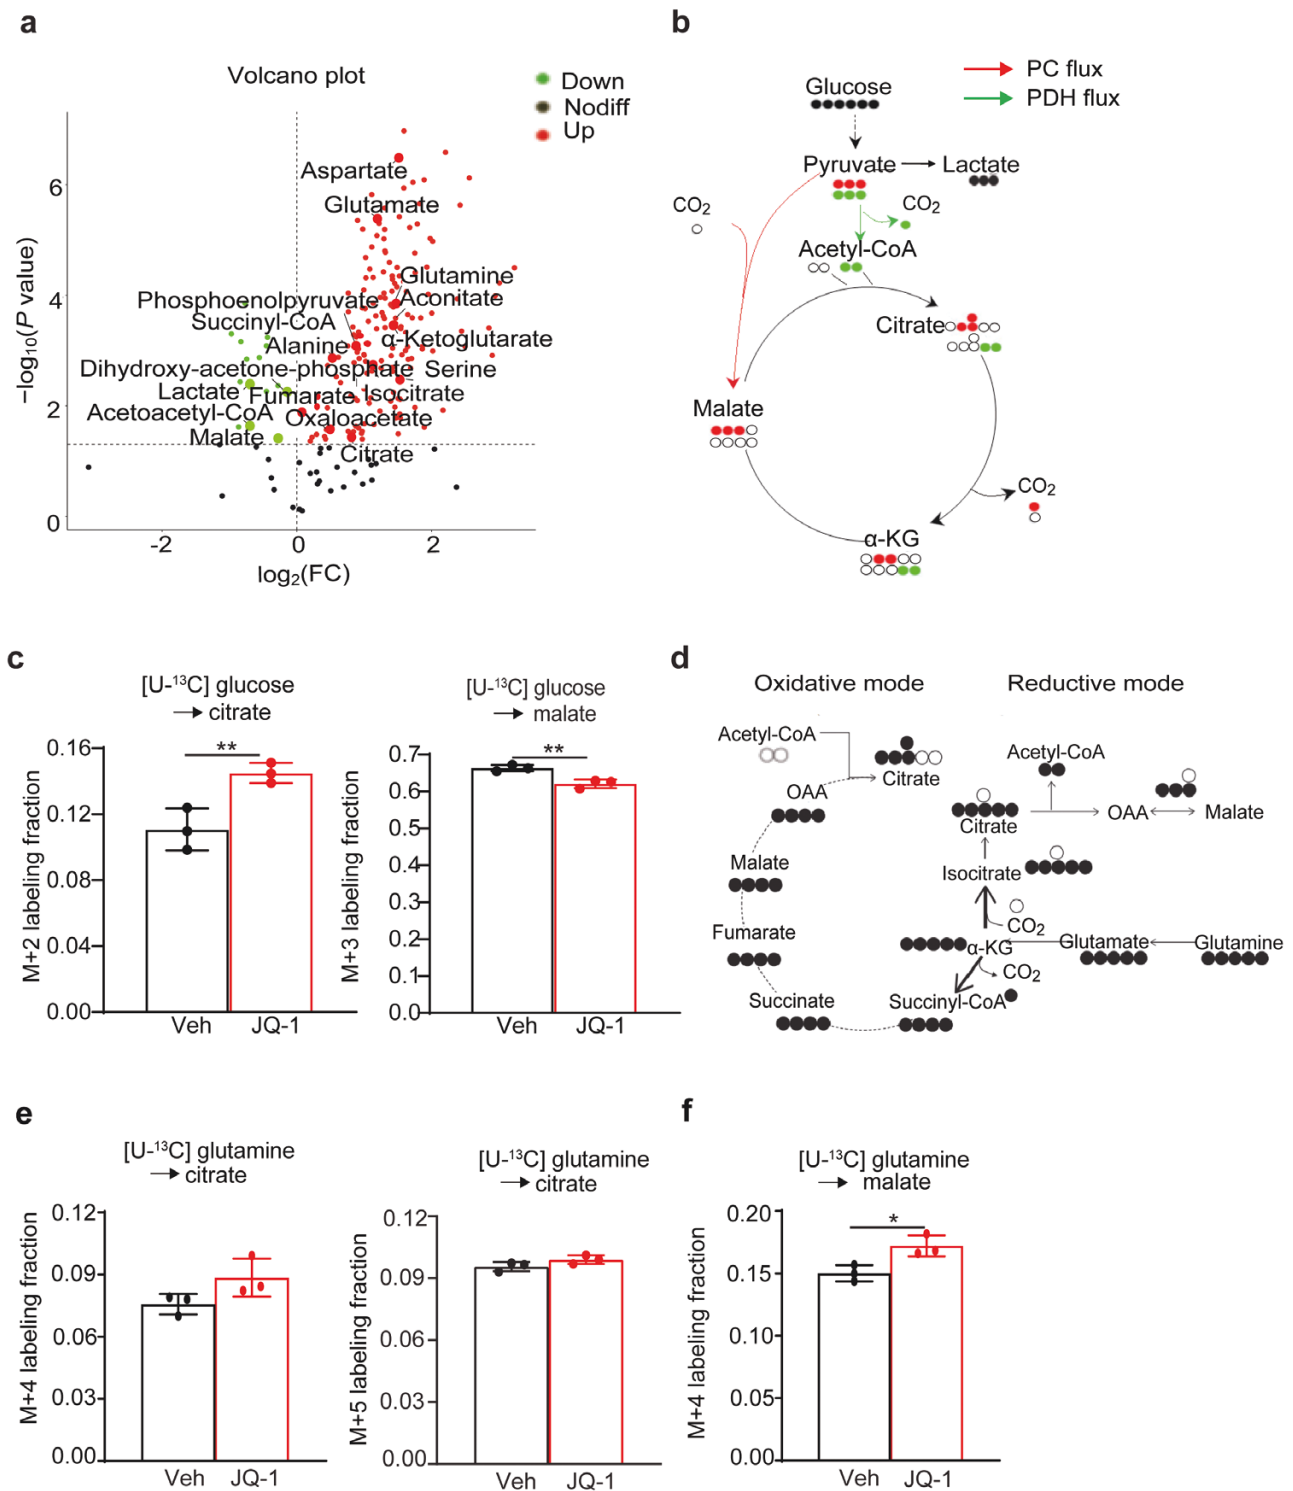 a
Volcano plot
Down
Nodiff
Up
−log10(P value)
6
4
2
0
-2
0
2
log2(FC)
Aspartate
Glutamate
Glutamine
Phosphoenolpyruvate
Aconitate
Succinyl-CoA
Alanine
α-Ketoglutarate
Dihydroxy-acetone-phosphate
Serine
Lactate
Fumarate
Isocitrate
Acetoacetyl-CoA
Oxaloacetate
Malate
Citrate
b
PC flux
PDH flux
Glucose
Pyruvate
Lactate
CO2
CO2
Acetyl-CoA
Citrate
Malate
CO2
α-KG
c
[U-13C] glucose
→ citrate
M+2 labeling fraction
0.16
0.12
0.08
0.04
0.00
**
Veh
JQ-1
[U-13C] glucose
→ malate
M+3 labeling fraction
0.7
0.6
0.5
0.4
0.3
0.2
0.1
0.0
**
Veh
JQ-1
d
Oxidative mode
Reductive mode
Acetyl-CoA
Citrate
OAA
Malate
Fumarate
Succinate
Succinyl-CoA
Acetyl-CoA
Citrate
OAA
Malate
Isocitrate
CO2
α-KG
Glutamate
Glutamine
CO2
e
[U-13C] glutamine
→ citrate
M+4 labeling fraction
0.12
0.09
0.06
0.03
0.00
Veh
JQ-1
[U-13C] glutamine
→ citrate
M+5 labeling fraction
0.12
0.09
0.06
0.03
0.00
Veh
JQ-1
f
[U-13C] glutamine
→ malate
M+4 labeling fraction
0.20
0.15
0.10
0.05
0.00
*
Veh
JQ-1